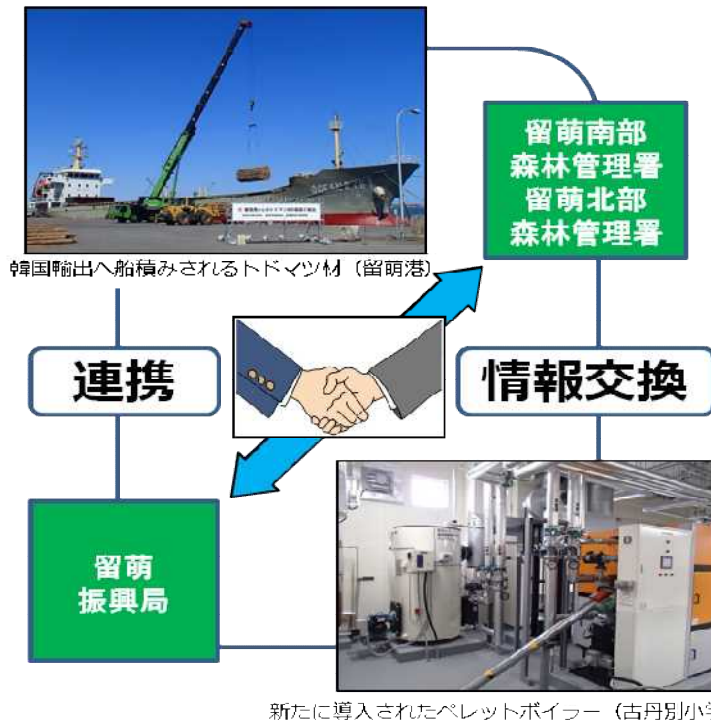 留萌南部
森林管理署
留萌北部
森林管理署
韓国輸出へ船積みされるトドマツ材（留萌港）
連携
情報交換
留萌
振興局
新たに導入されたペレットボイラー（古丹別小